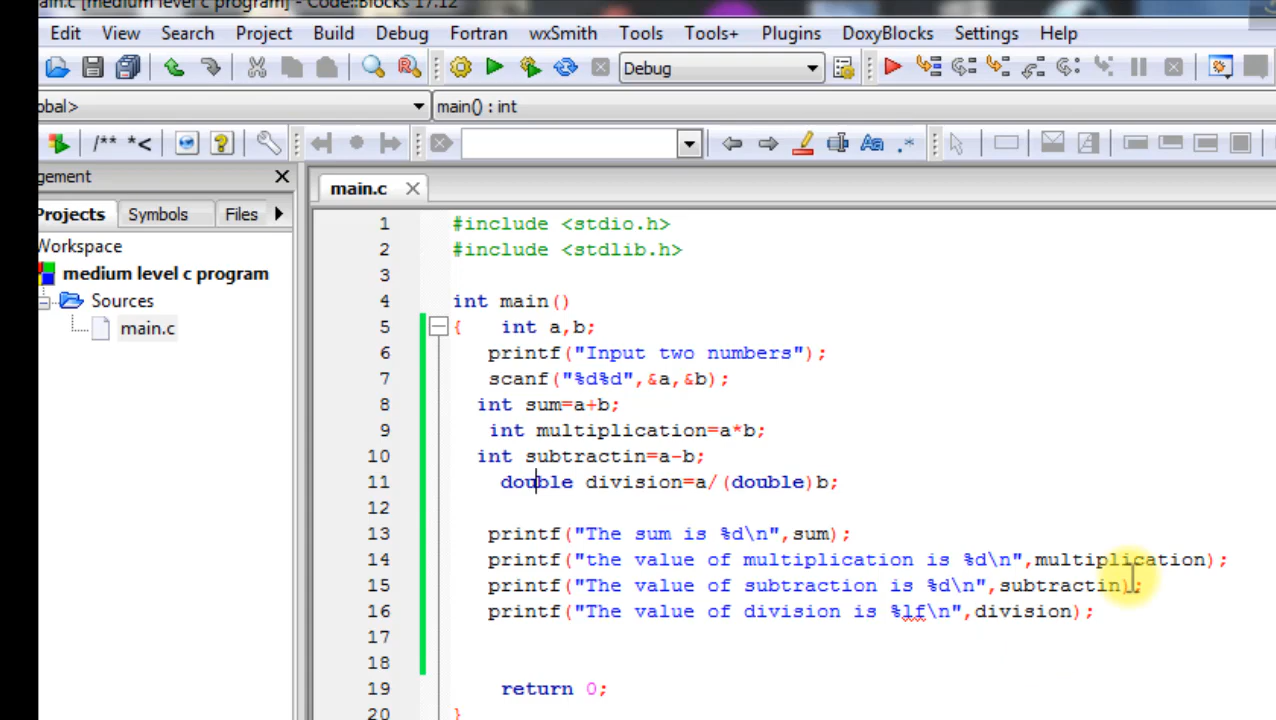 ain.c [medium level c program] - Code::Blocks 17.12
Edit View Search Project Build Debug Fortran wxSmith Tools Tools+ Plugins DoxyBlocks Settings Help
Debug
obal> main() : int
/** *<
gement
main.c
Projects Symbols Files
Workspace
medium level c program
Sources
main.c
1 #include <stdio.h>
2 #include <stdlib.h>
3
4 int main()
5 { int a,b;
6 printf("Input two numbers");
7 scanf("%d%d",&a,&b);
8 int sum=a+b;
9 int multiplication=a*b;
10 int subtractin=a-b;
11 double division=a/(double)b;
12
13 printf("The sum is %d\n",sum);
14 printf("the value of multiplication is %d\n",multiplication);
15 printf("The value of subtraction is %d\n",subtractin);
16 printf("The value of division is %lf\n",division);
17
18
19 return 0;
20 }